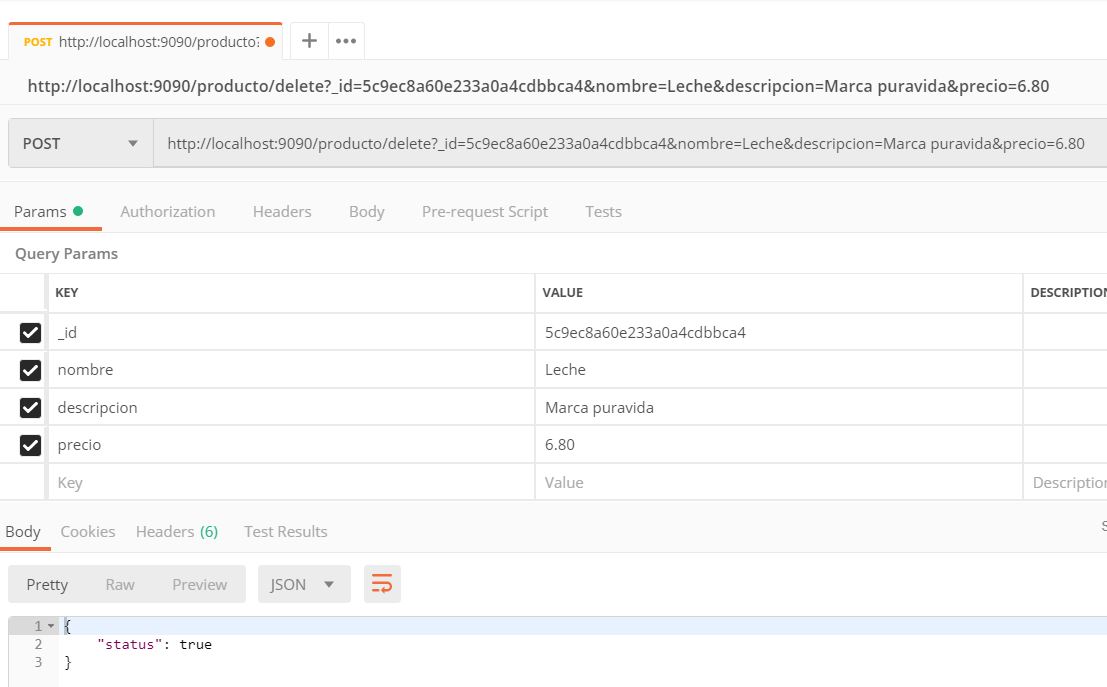 POST http://localhost:9090/producto
http://localhost:9090/producto/delete?_id=5c9ec8a60e233a0a4cdbbca4&nombre=Leche&descripcion=Marca puravida&precio=6.80
POST http://localhost:9090/producto/delete?_id=5c9ec8a60e233a0a4cdbbca4&nombre=Leche&descripcion=Marca puravida&precio=6.80
Params Authorization Headers Body Pre-request Script Tests
Query Params
KEY VALUE DESCRIPTION
_id 5c9ec8a60e233a0a4cdbbca4
nombre Leche
descripcion Marca puravida
precio 6.80
Key Value Description
Body Cookies Headers (6) Test Results
Pretty Raw Preview JSON
1 {
2 "status": true
3 }